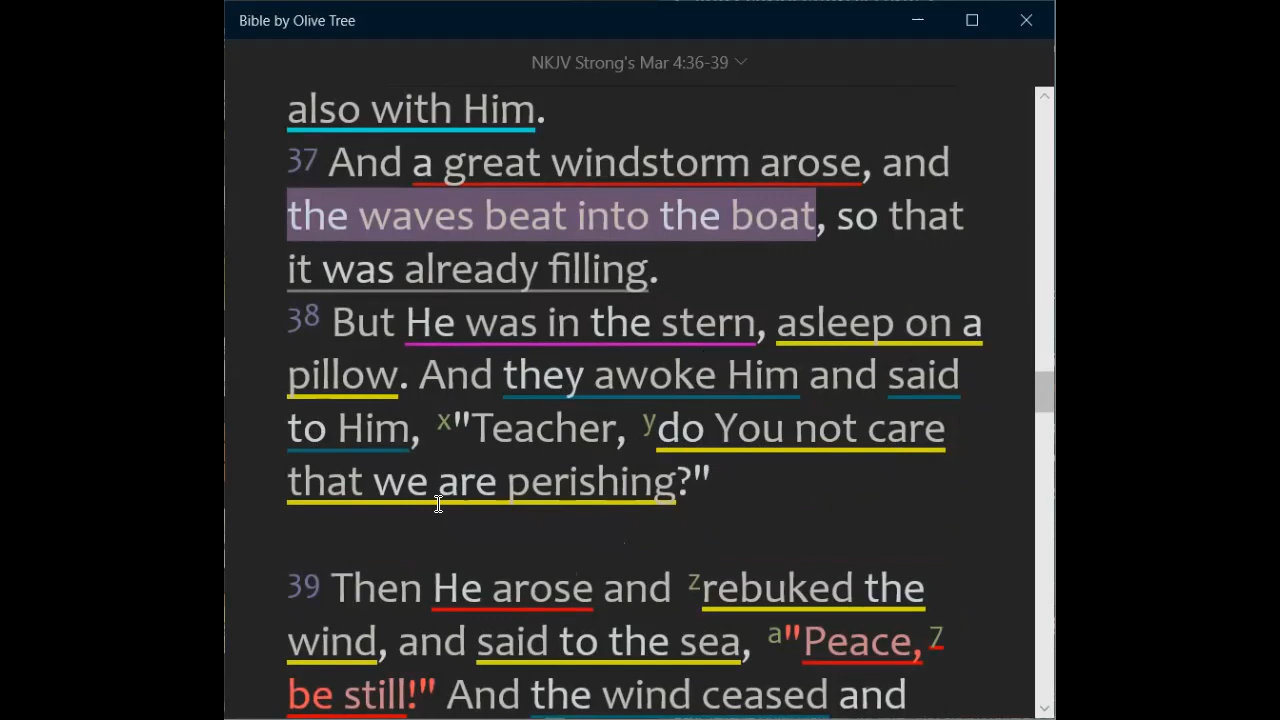 Bible by Olive Tree
NKJV Strong's Mar 4:36-39
also with Him.
37 And a great windstorm arose, and
the waves beat into the boat, so that
it was already filling.
38 But He was in the stern, asleep on a
pillow. And they awoke Him and said
to Him, x"Teacher, ydo You not care
that we are perishing?"
39 Then He arose and zrebuked the
wind, and said to the sea, a"Peace, 7
be still!" And the wind ceased and